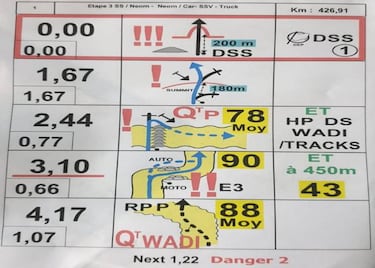 1 Etape 3 SS / Neom - Neom / Car- SSV - Truck Km : 426,91
0,00 !!! 200 m DSS
0,00 DSS 1
1,67 ! SUMMIT 180m
1,67
2,44 ! QTP 78 ET
Moy HP DS
0,77 WADI
/TRACKS
3,10 AUTO 90 ET
à 450m
0,66 MOTO !! E3 43
4,17 RPP 88
Moy
1,07 QTWADI
Next 1,22 Danger 2